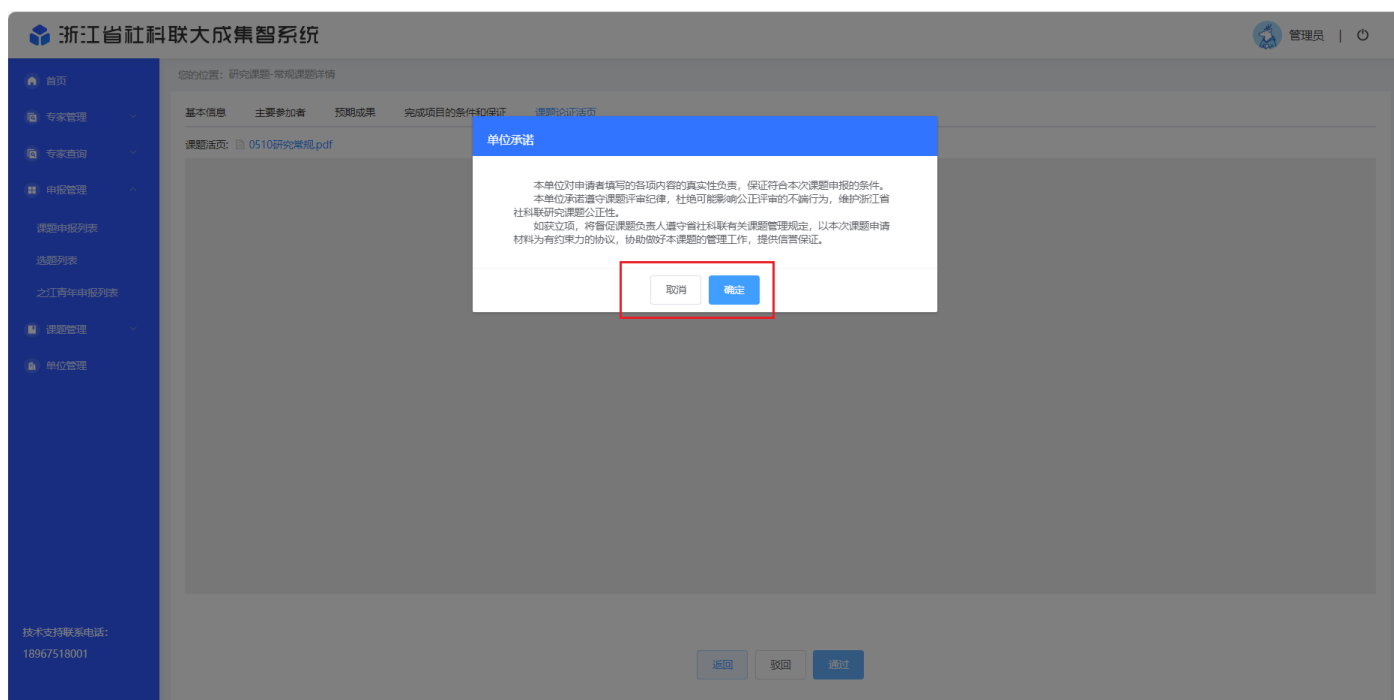 浙江省社科联大成集智系统
管理员 |
首页
专家管理
专家查询
申报管理
课题申报列表
选题列表
之江青年申报列表
课题管理
单位管理
技术支持联系电话:
18967518001
您的位置: 研究课题-常规课题详情
基本信息 主要参加者 预期成果 完成项目的条件和保证 课题论证活页
课题活页: 0510研究常规.pdf
单位承诺
本单位对申请者填写的各项内容的真实性负责，保证符合本次课题申报的条件。
本单位承诺遵守课题评审纪律，杜绝可能影响公正评审的不端行为，维护浙江省
社科联研究课题公正性。
如获立项，将督促课题负责人遵守省社科联有关课题管理规定，以本次课题申请
材料为有约束力的协议，协助做好本课题的管理工作，提供信誉保证。
取消 确定
返回 驳回 通过